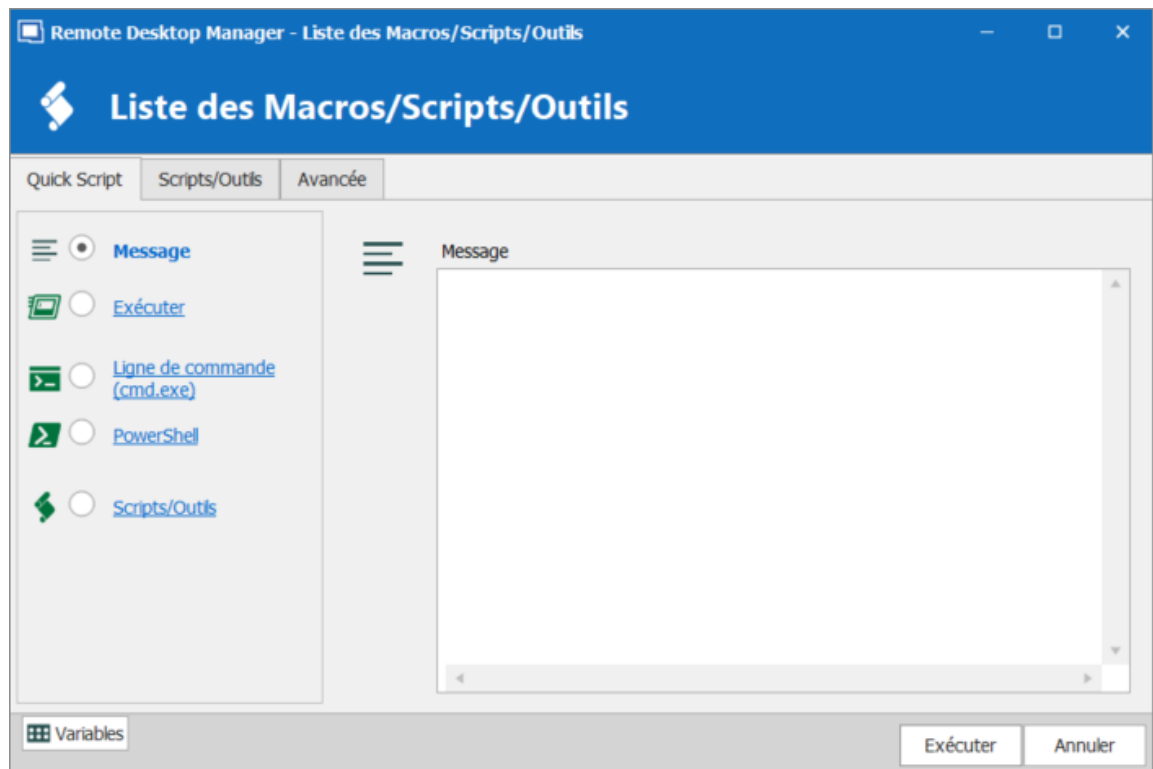 Remote Desktop Manager - Liste des Macros/Scripts/Outils
Liste des Macros/Scripts/Outils
Quick Script
Scripts/Outils
Avancée
Message
Exécuter
Ligne de commande
(cmd.exe)
PowerShell
Scripts/Outils
Message
Variables
Exécuter
Annuler